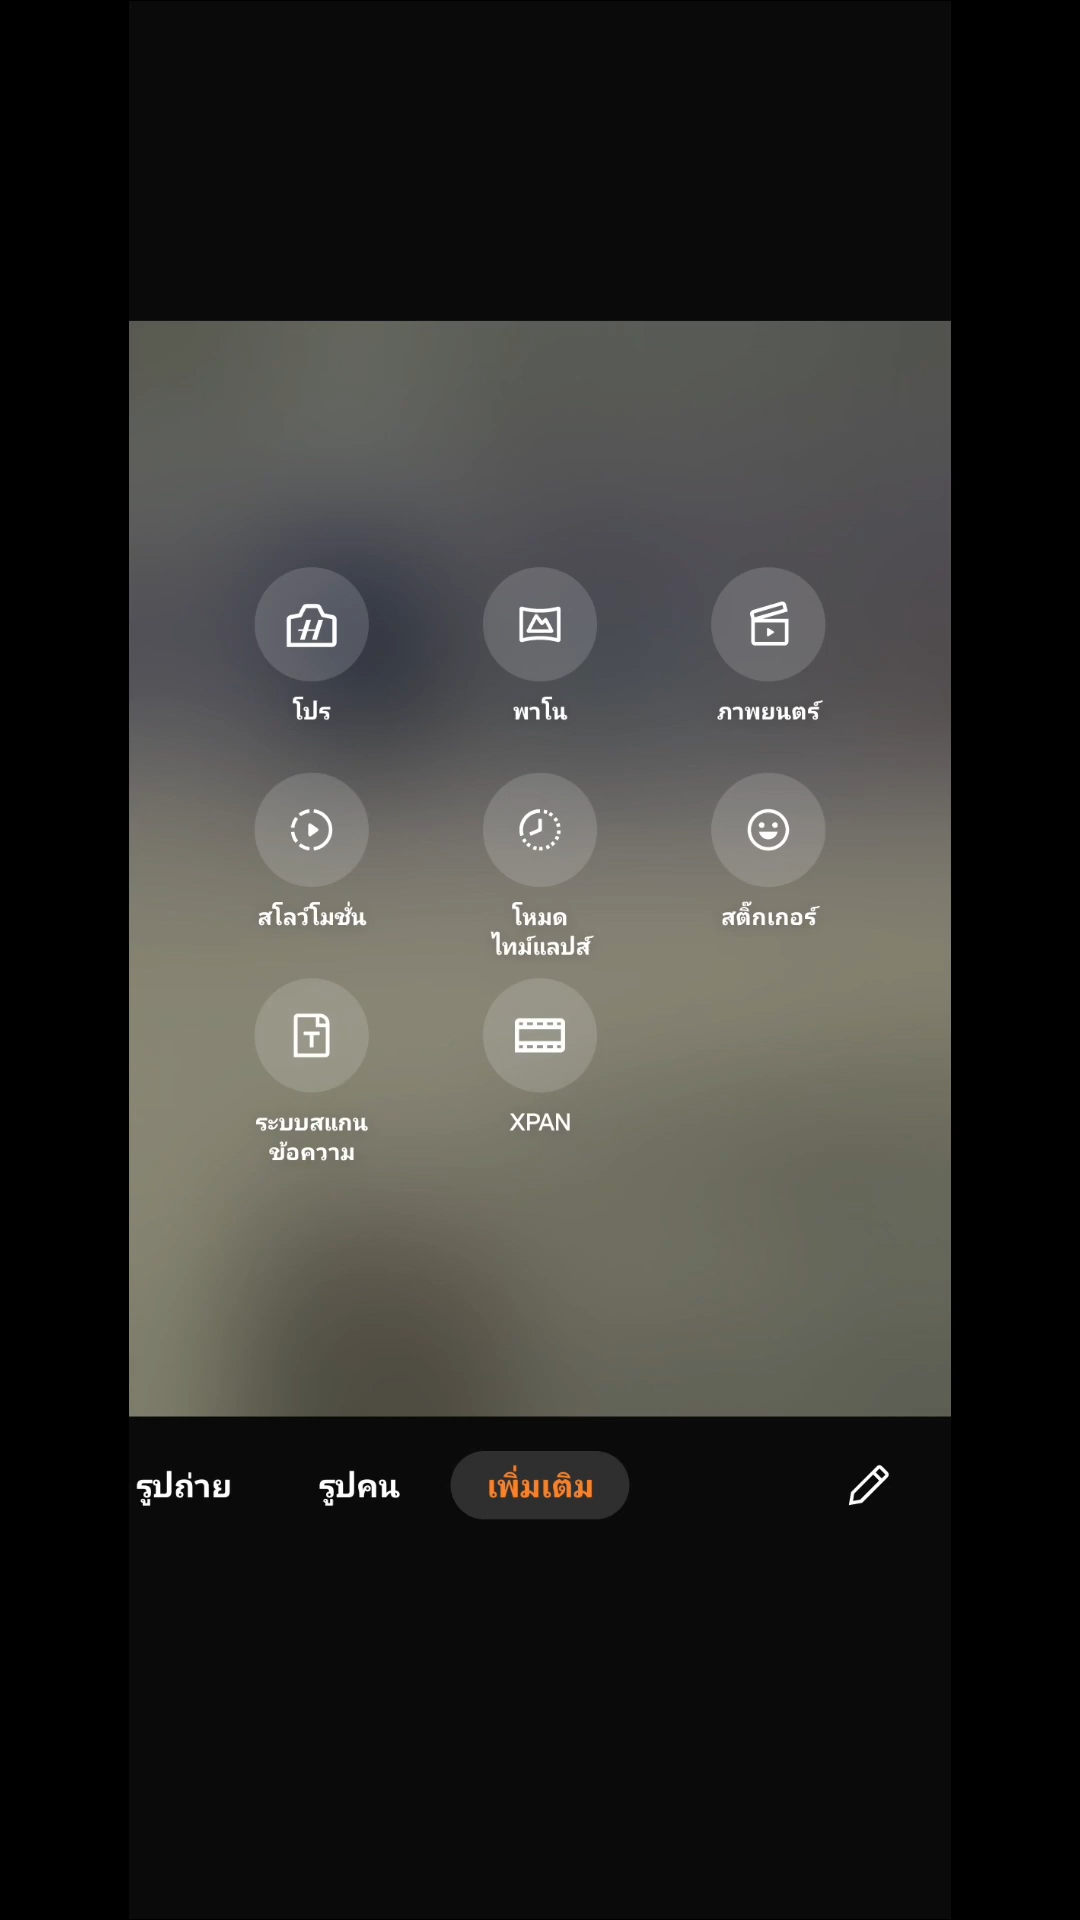 โปร
พาโน
ภาพยนตร์
สโลว์โมชั่น
โหมด
ไทม์แลปส์
สติ๊กเกอร์
ระบบสแกน
ข้อความ
XPAN
รูปถ่าย
รูปคน
เพิ่มเติม